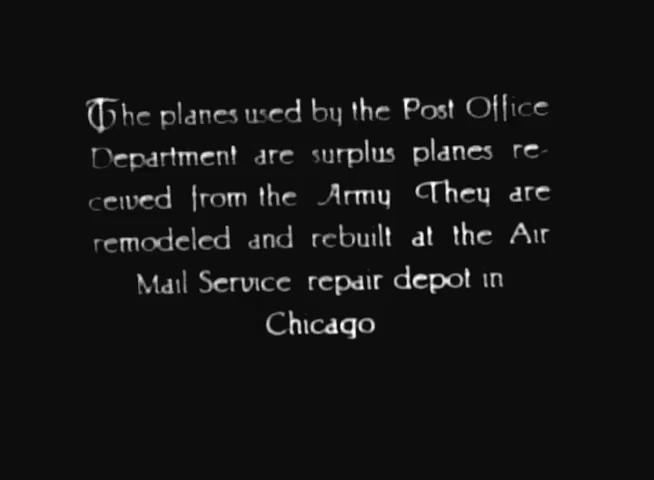 The planes used by the Post Office
Department are surplus planes re-
ceived from the Army They are
remodeled and rebuilt at the Air
Mail Service repair depot in
Chicago